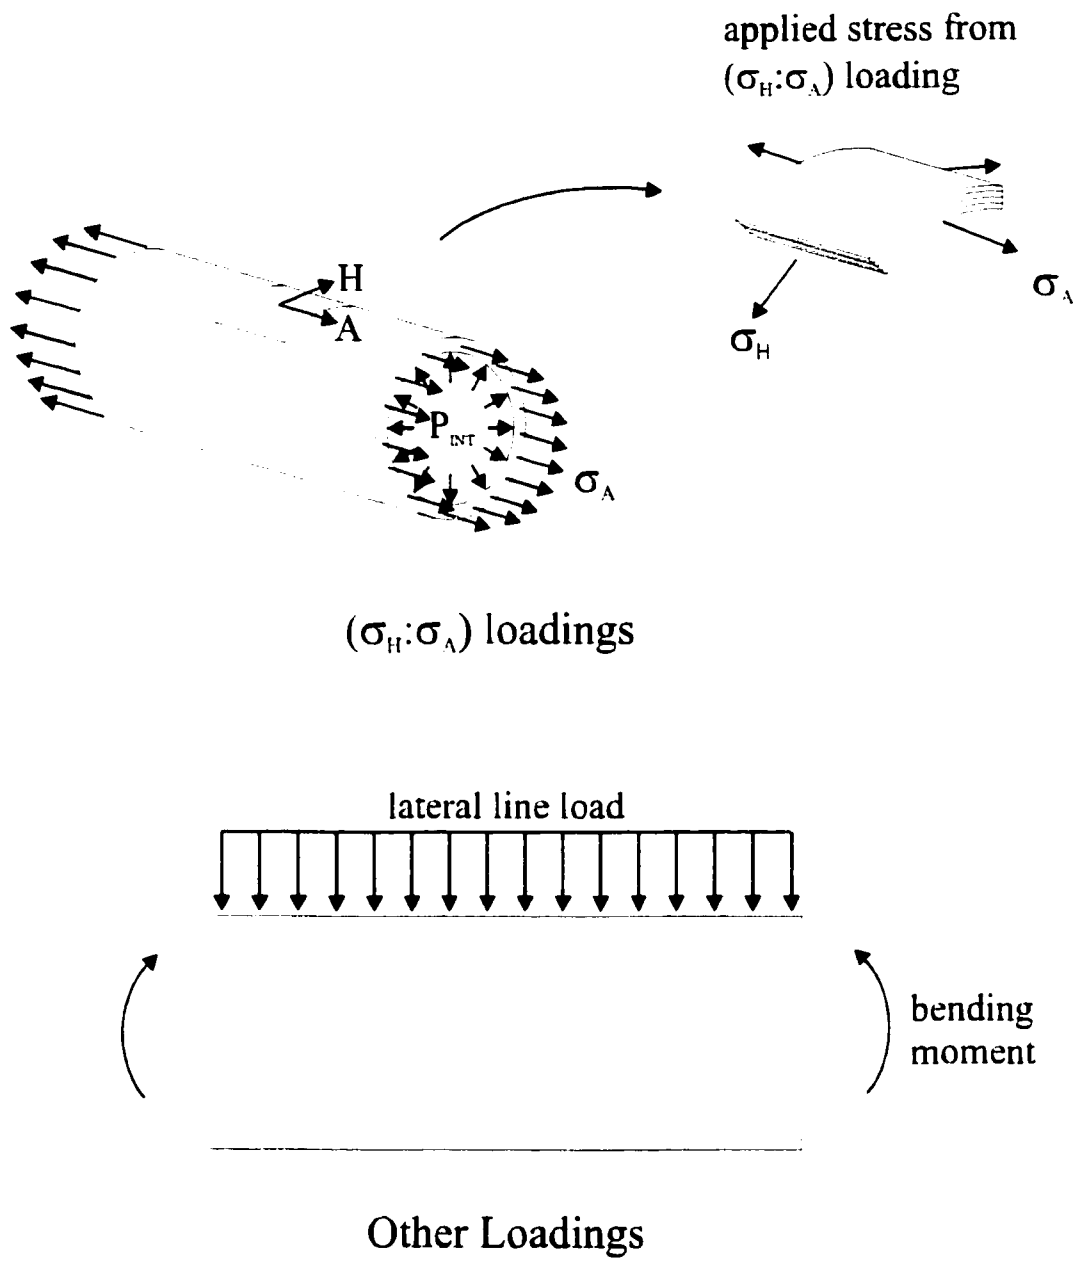 applied stress from
(σH:σA) loading
H
A
σA
σH
PINT
σA
(σH:σA) loadings
lateral line load
bending
moment
Other Loadings